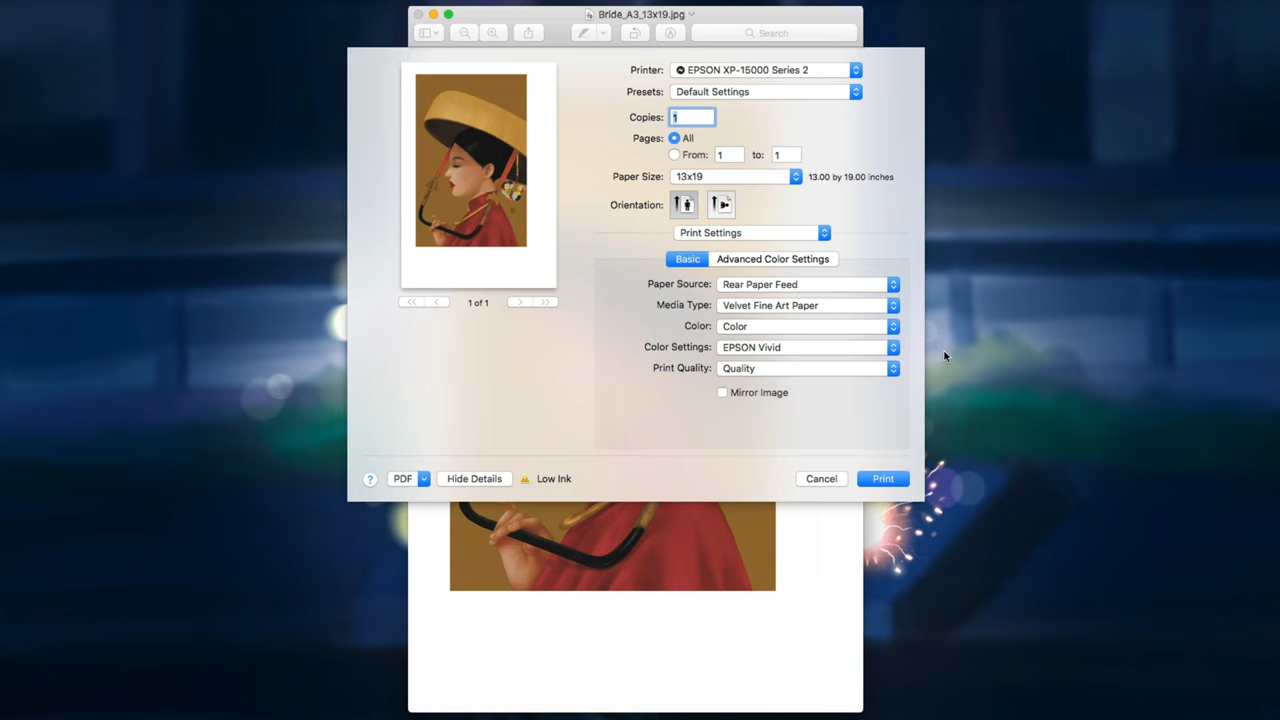 Bride_A3_13x19.jpg
Search
Printer: EPSON XP-15000 Series 2
Presets: Default Settings
Copies: 1
Pages: All
From: 1 to: 1
Paper Size: 13x19 13.00 by 19.00 inches
Orientation:
Print Settings
Basic Advanced Color Settings
Paper Source: Rear Paper Feed
Media Type: Velvet Fine Art Paper
Color: Color
Color Settings: EPSON Vivid
Print Quality: Quality
Mirror Image
1 of 1
? PDF Hide Details Low Ink Cancel Print